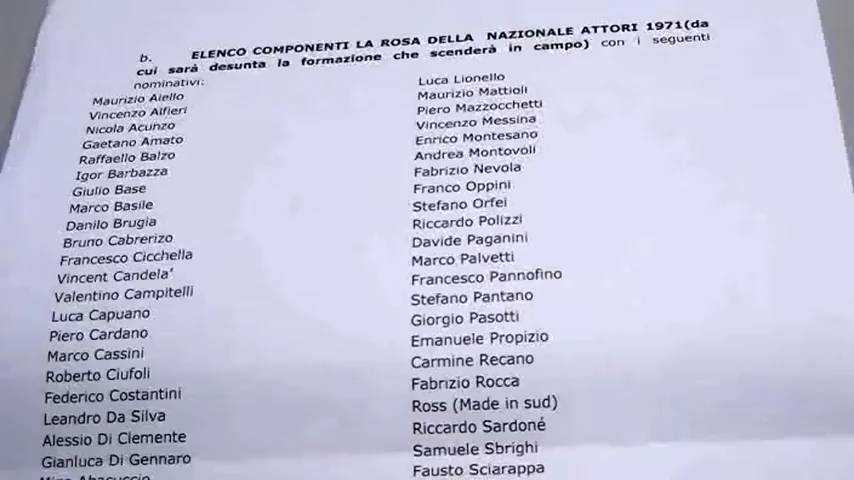 b. ELENCO COMPONENTI LA ROSA DELLA NAZIONALE ATTORI 1971(da
cui sarà desunta la formazione che scenderà in campo) con i seguenti
nominativi:
Maurizio Aiello
Vincenzo Alfieri
Nicola Acunzo
Gaetano Amato
Raffaello Balzo
Igor Barbazza
Giulio Base
Marco Basile
Danilo Brugia
Bruno Cabrerizo
Francesco Cicchella
Vincent Candela'
Valentino Campitelli
Luca Capuano
Piero Cardano
Marco Cassini
Roberto Ciufoli
Federico Costantini
Leandro Da Silva
Alessio Di Clemente
Gianluca Di Gennaro
Luca Lionello
Maurizio Mattioli
Piero Mazzocchetti
Vincenzo Messina
Enrico Montesano
Andrea Montovoli
Fabrizio Nevola
Franco Oppini
Stefano Orfei
Riccardo Polizzi
Davide Paganini
Marco Palvetti
Francesco Pannofino
Stefano Pantano
Giorgio Pasotti
Emanuele Propizio
Carmine Recano
Fabrizio Rocca
Ross (Made in sud)
Riccardo Sardoné
Samuele Sbrighi
Fausto Sciarappa